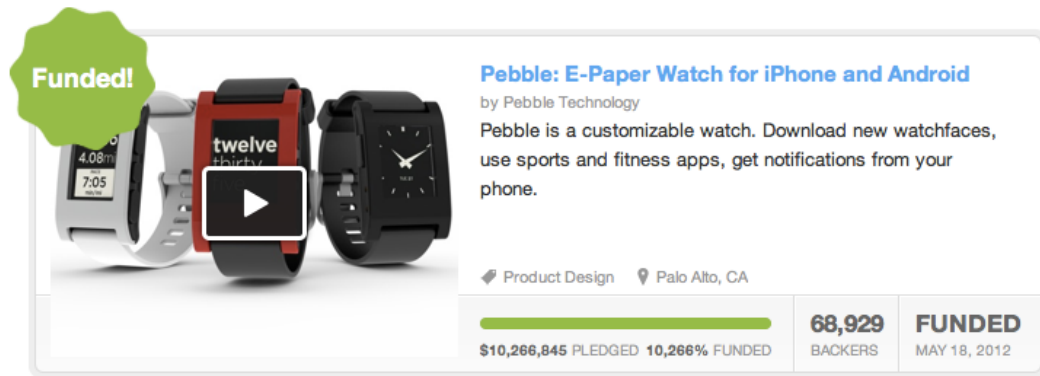 Funded!
4.08mi
7:05
twelve
thirty
Pebble: E-Paper Watch for iPhone and Android
by Pebble Technology
Pebble is a customizable watch. Download new watchfaces,
use sports and fitness apps, get notifications from your
phone.
Product Design Palo Alto, CA
$10,266,845 PLEDGED 10,266% FUNDED
68,929
BACKERS
FUNDED
MAY 18, 2012